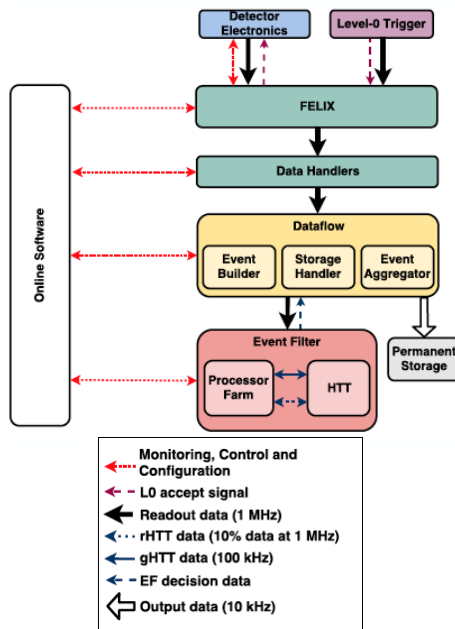 Detector
Electronics
Level-0 Trigger
FELIX
Data Handlers
Online Software
Dataflow
Event
Builder
Storage
Handler
Event
Aggregator
Event Filter
Processor
Farm
HTT
Permanent
Storage
Monitoring, Control and
Configuration
L0 accept signal
Readout data (1 MHz)
rHTT data (10% data at 1 MHz)
gHTT data (100 kHz)
EF decision data
Output data (10 kHz)